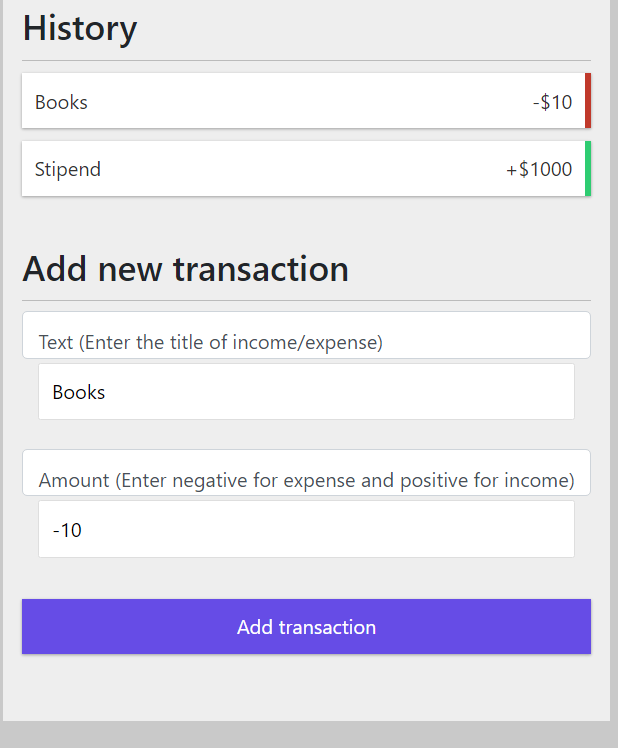 History
Books -$10
Stipend +$1000
Add new transaction
Text (Enter the title of income/expense)
Books
Amount (Enter negative for expense and positive for income)
-10
Add transaction